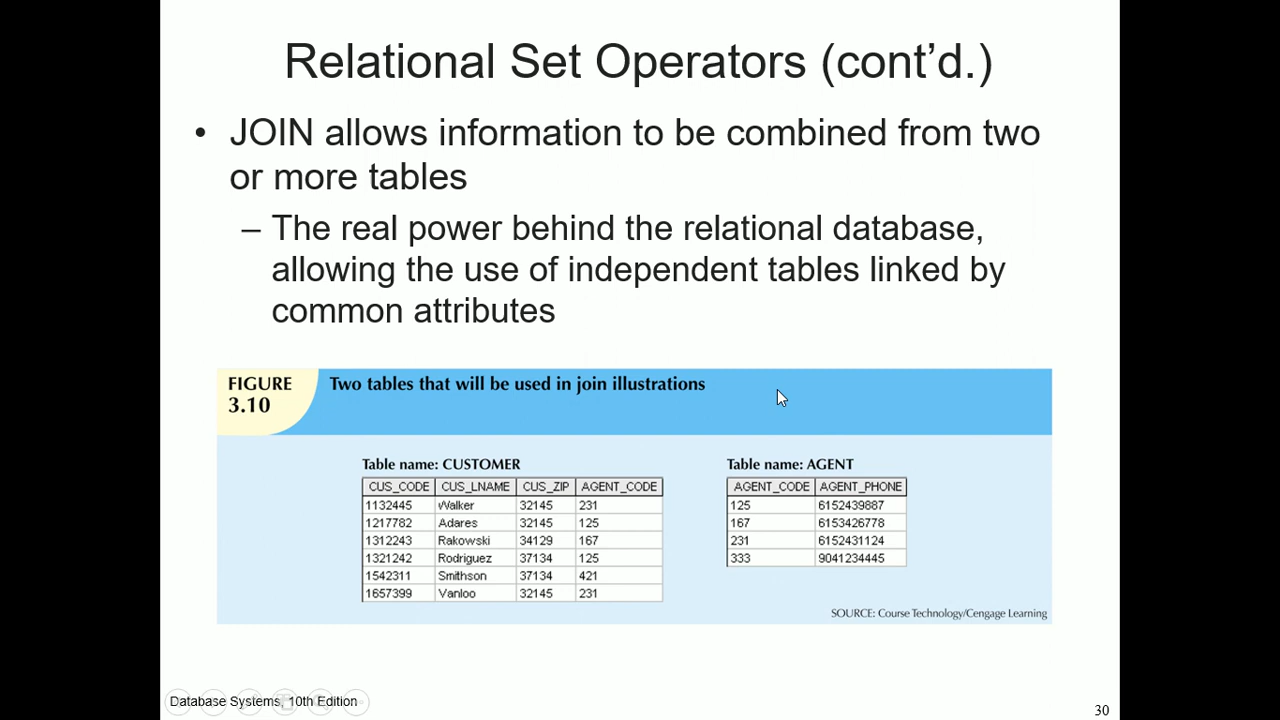 Relational Set Operators (cont’d.)
• JOIN allows information to be combined from two
or more tables
– The real power behind the relational database,
allowing the use of independent tables linked by
common attributes
FIGURE
3.10
Two tables that will be used in join illustrations
Table name: CUSTOMER
CUS_CODE CUS_LNAME CUS_ZIP AGENT_CODE
1132445 Walker 32145 231
1217782 Adares 32145 125
1312243 Rakowski 34129 167
1321242 Rodriguez 37134 125
1542311 Smithson 37134 421
1657399 Vanloo 32145 231
Table name: AGENT
AGENT_CODE AGENT_PHONE
125 6152439887
167 6153426778
231 6152431124
333 9041234445
SOURCE: Course Technology/Cengage Learning
Database Systems, 10th Edition
30